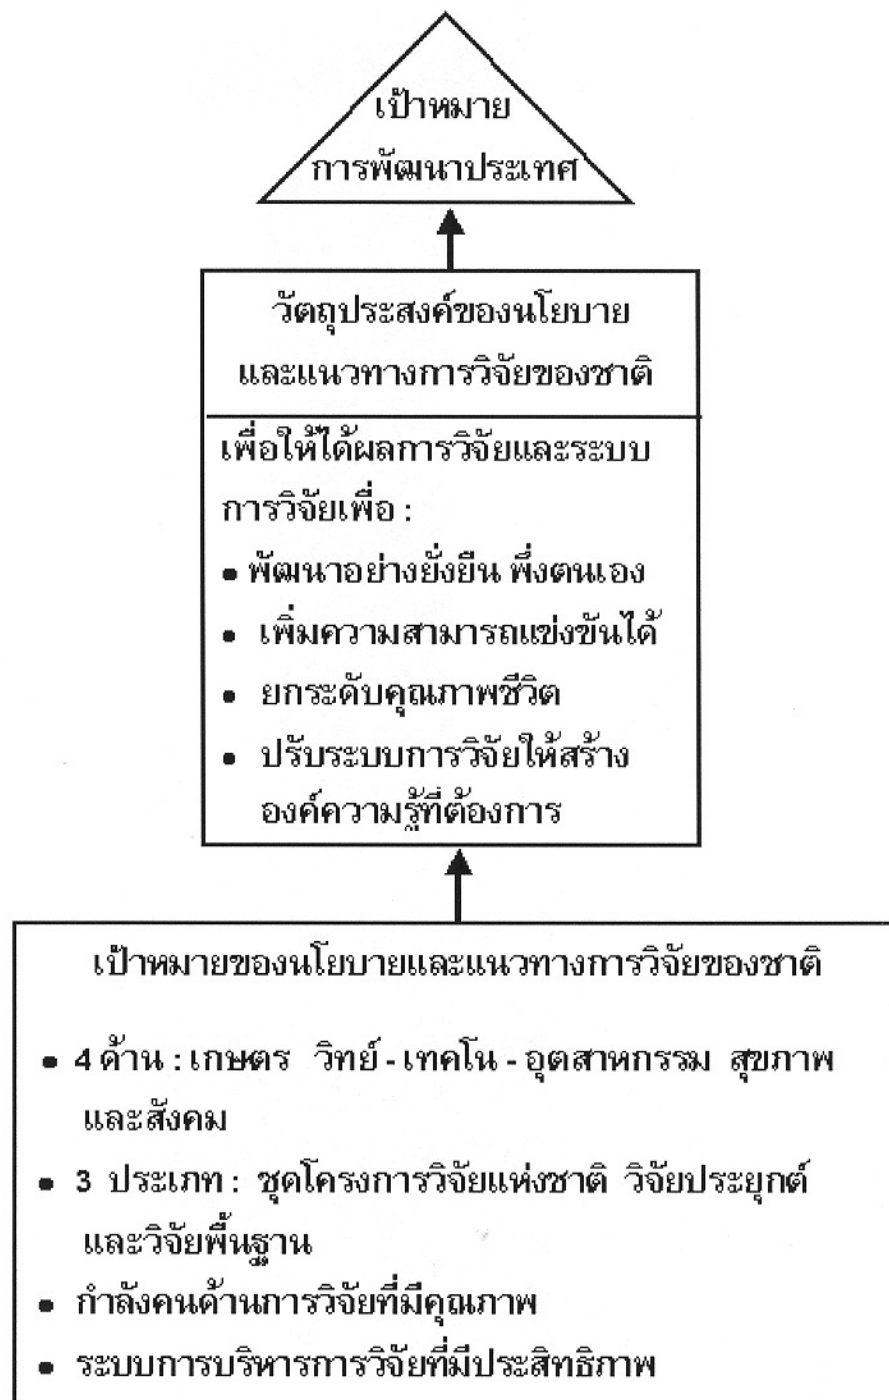 เป้าหมาย
การพัฒนาประเทศ
วัตถุประสงค์ของนโยบาย
และแนวทางการวิจัยของชาติ
เพื่อให้ได้ผลการวิจัยและระบบ
การวิจัยเพื่อ :
• พัฒนาอย่างยั่งยืน พึ่งตนเอง
• เพิ่มความสามารถแข่งขันได้
• ยกระดับคุณภาพชีวิต
• ปรับระบบการวิจัยให้สร้าง
องค์ความรู้ที่ต้องการ
เป้าหมายของนโยบายและแนวทางการวิจัยของชาติ
• 4 ด้าน : เกษตร วิทย์ - เทคโน - อุตสาหกรรม สุขภาพ
และสังคม
• 3 ประเภท : ชุดโครงการวิจัยแห่งชาติ วิจัยประยุกต์
และวิจัยพื้นฐาน
• กำลังคนด้านการวิจัยที่มีคุณภาพ
• ระบบการบริหารการวิจัยที่มีประสิทธิภาพ